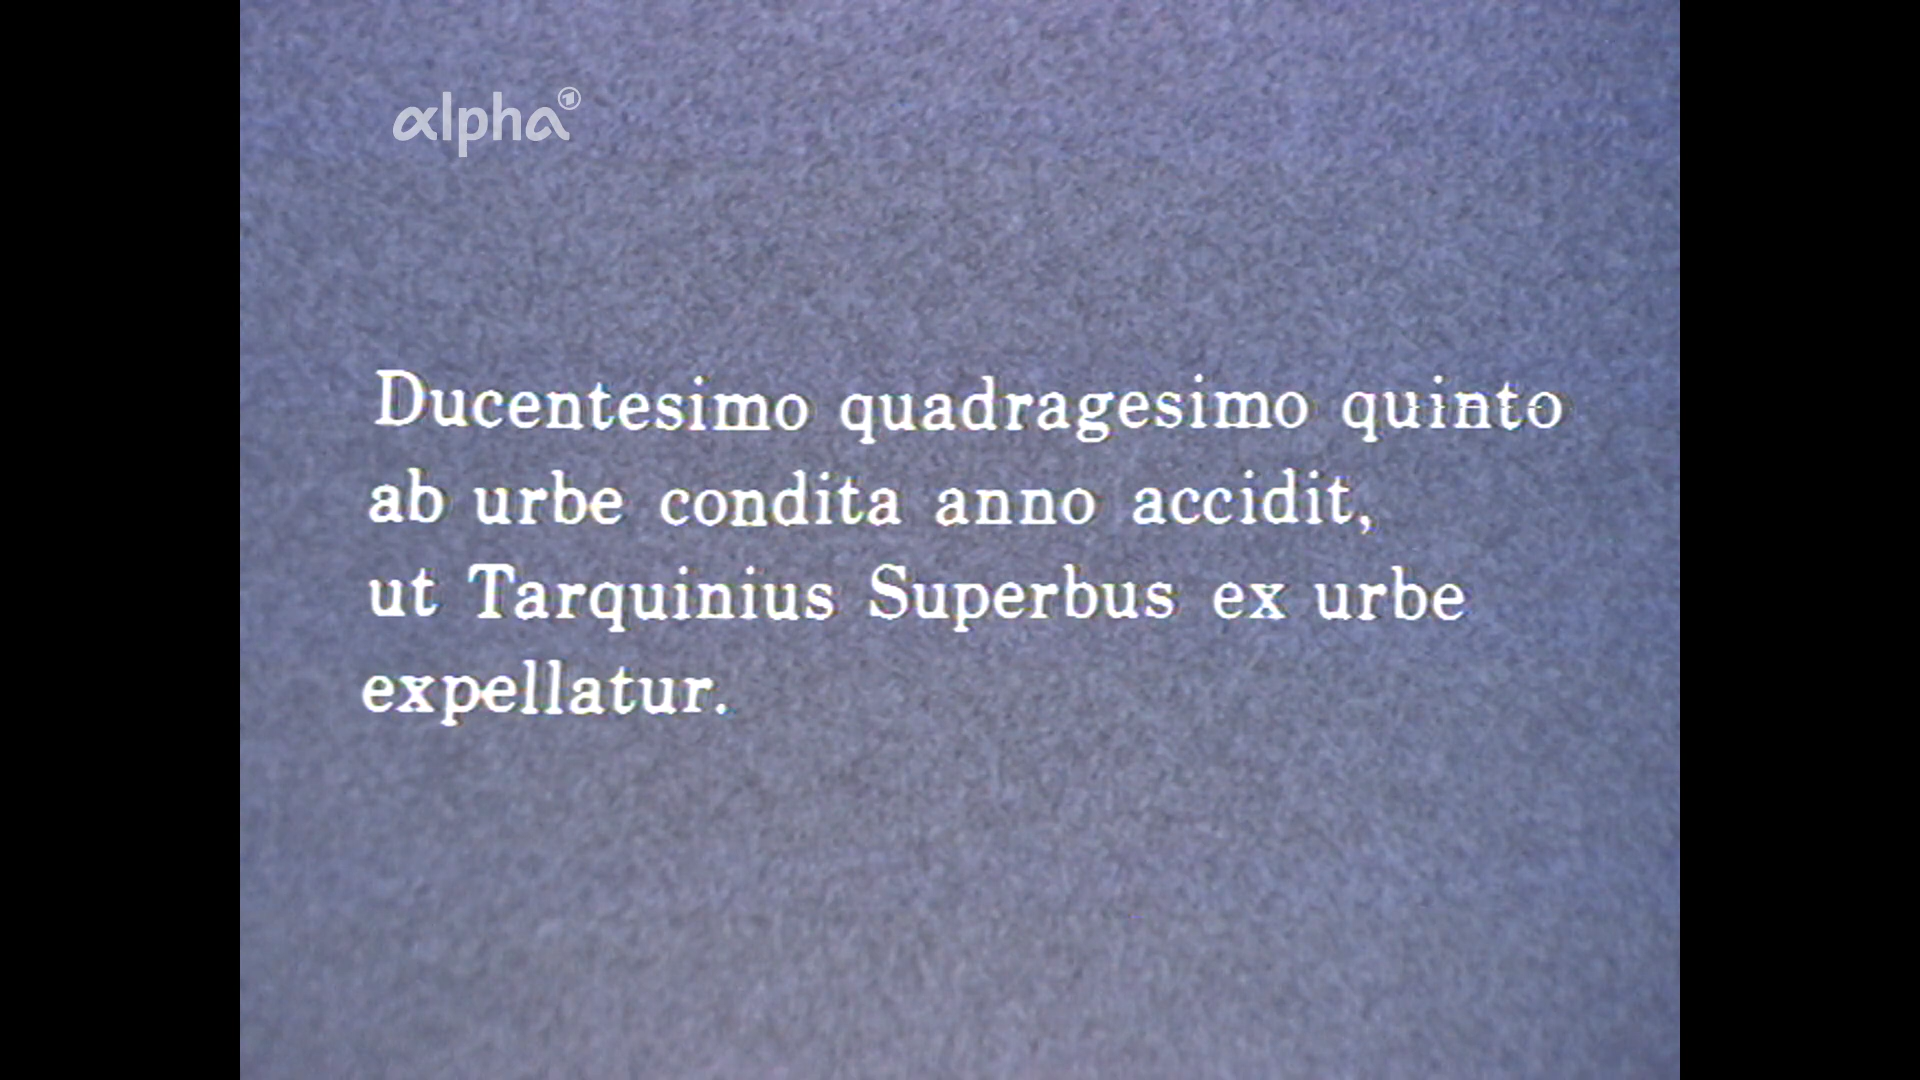 alpha
Ducentesimo quadragesimo quinto
ab urbe condita anno accidit,
ut Tarquinius Superbus ex urbe
expellatur.